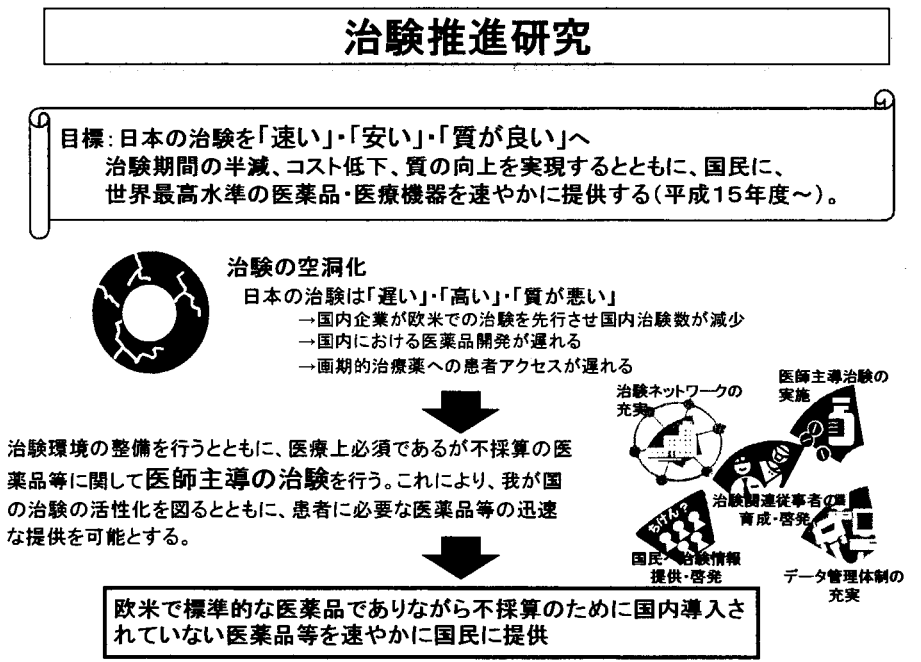 治験推進研究
目標:日本の治験を「速い」・「安い」・「質が良い」へ
治験期間の半減、コスト低下、質の向上を実現するとともに、国民に、
世界最高水準の医薬品・医療機器を速やかに提供する(平成15年度~)。
治験の空洞化
日本の治験は「遅い」・「高い」・「質が悪い」
→国内企業が欧米での治験を先行させ国内治験数が減少
→国内における医薬品開発が遅れる
→画期的治療薬への患者アクセスが遅れる
治験環境の整備を行うとともに、医療上必須であるが不採算の医
薬品等に関して医師主導の治験を行う。これにより、我が国
の治験の活性化を図るとともに、患者に必要な医薬品等の迅速
な提供を可能とする。
治験ネットワークの
充実
医師主導治験の
実施
治験関連従事者の
育成・啓発
ちけん?
国民へ治験情報
提供・啓発
データ管理体制の
充実
欧米で標準的な医薬品でありながら不採算のために国内導入さ
れていない医薬品等を速やかに国民に提供